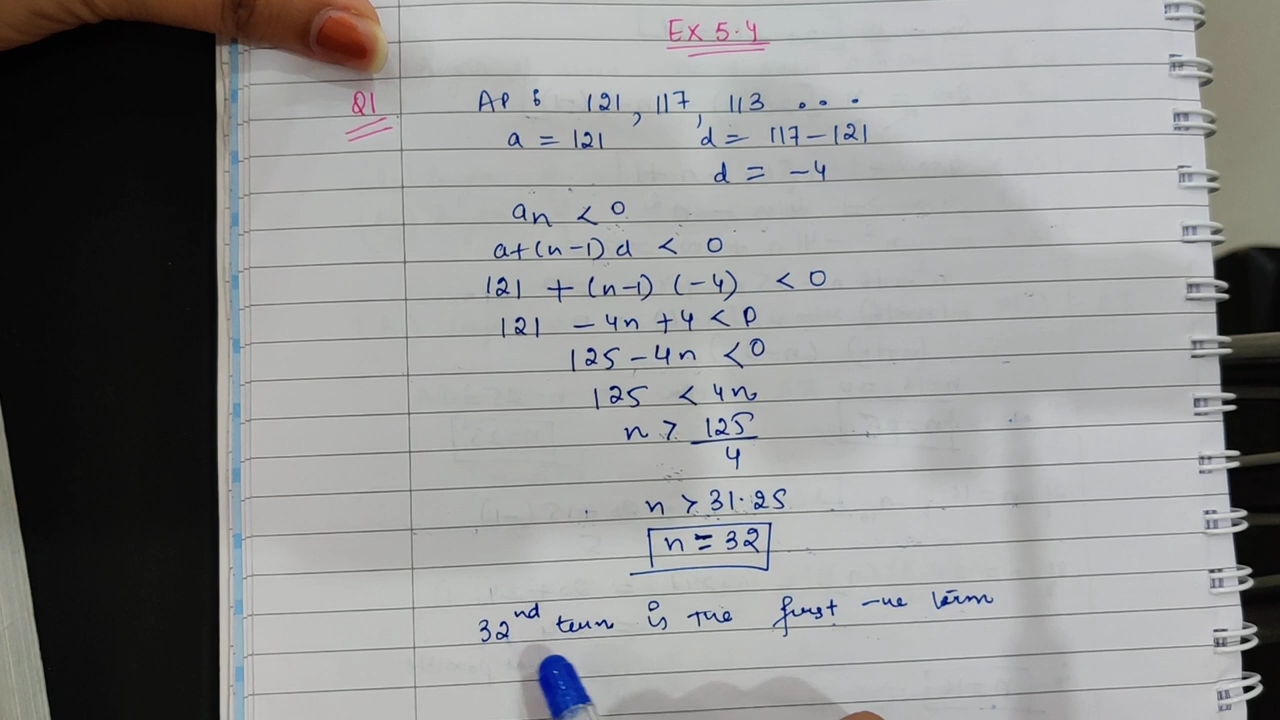 Ex 5.4
Q1 AP : 121, 117, 113 ...
a = 121 d = 117-121
d = -4
an < 0
a+(n-1)d < 0
121 + (n-1) (-4) < 0
121 - 4n + 4 < 0
125 - 4n < 0
125 < 4n
n > 125/4
n > 31.25
n = 32
32nd term is the first -ve term